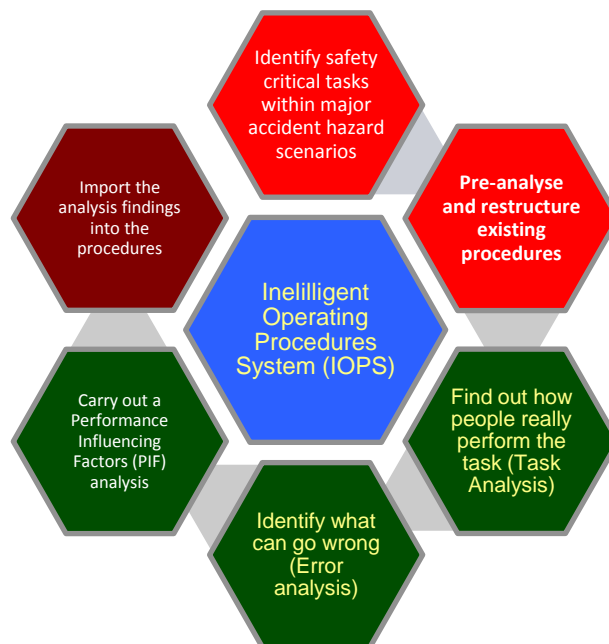 Identify safety
critical tasks
within major
accident hazard
scenarios
Pre-analyse
and restructure
existing
procedures
Find out how
people really
perform the
task (Task
Analysis)
Identify what
can go wrong
(Error
analysis)
Carry out a
Performance
Influencing
Factors (PIF)
analysis
Import the
analysis findings
into the
procedures
Inelilligent
Operating
Procedures
System (IOPS)